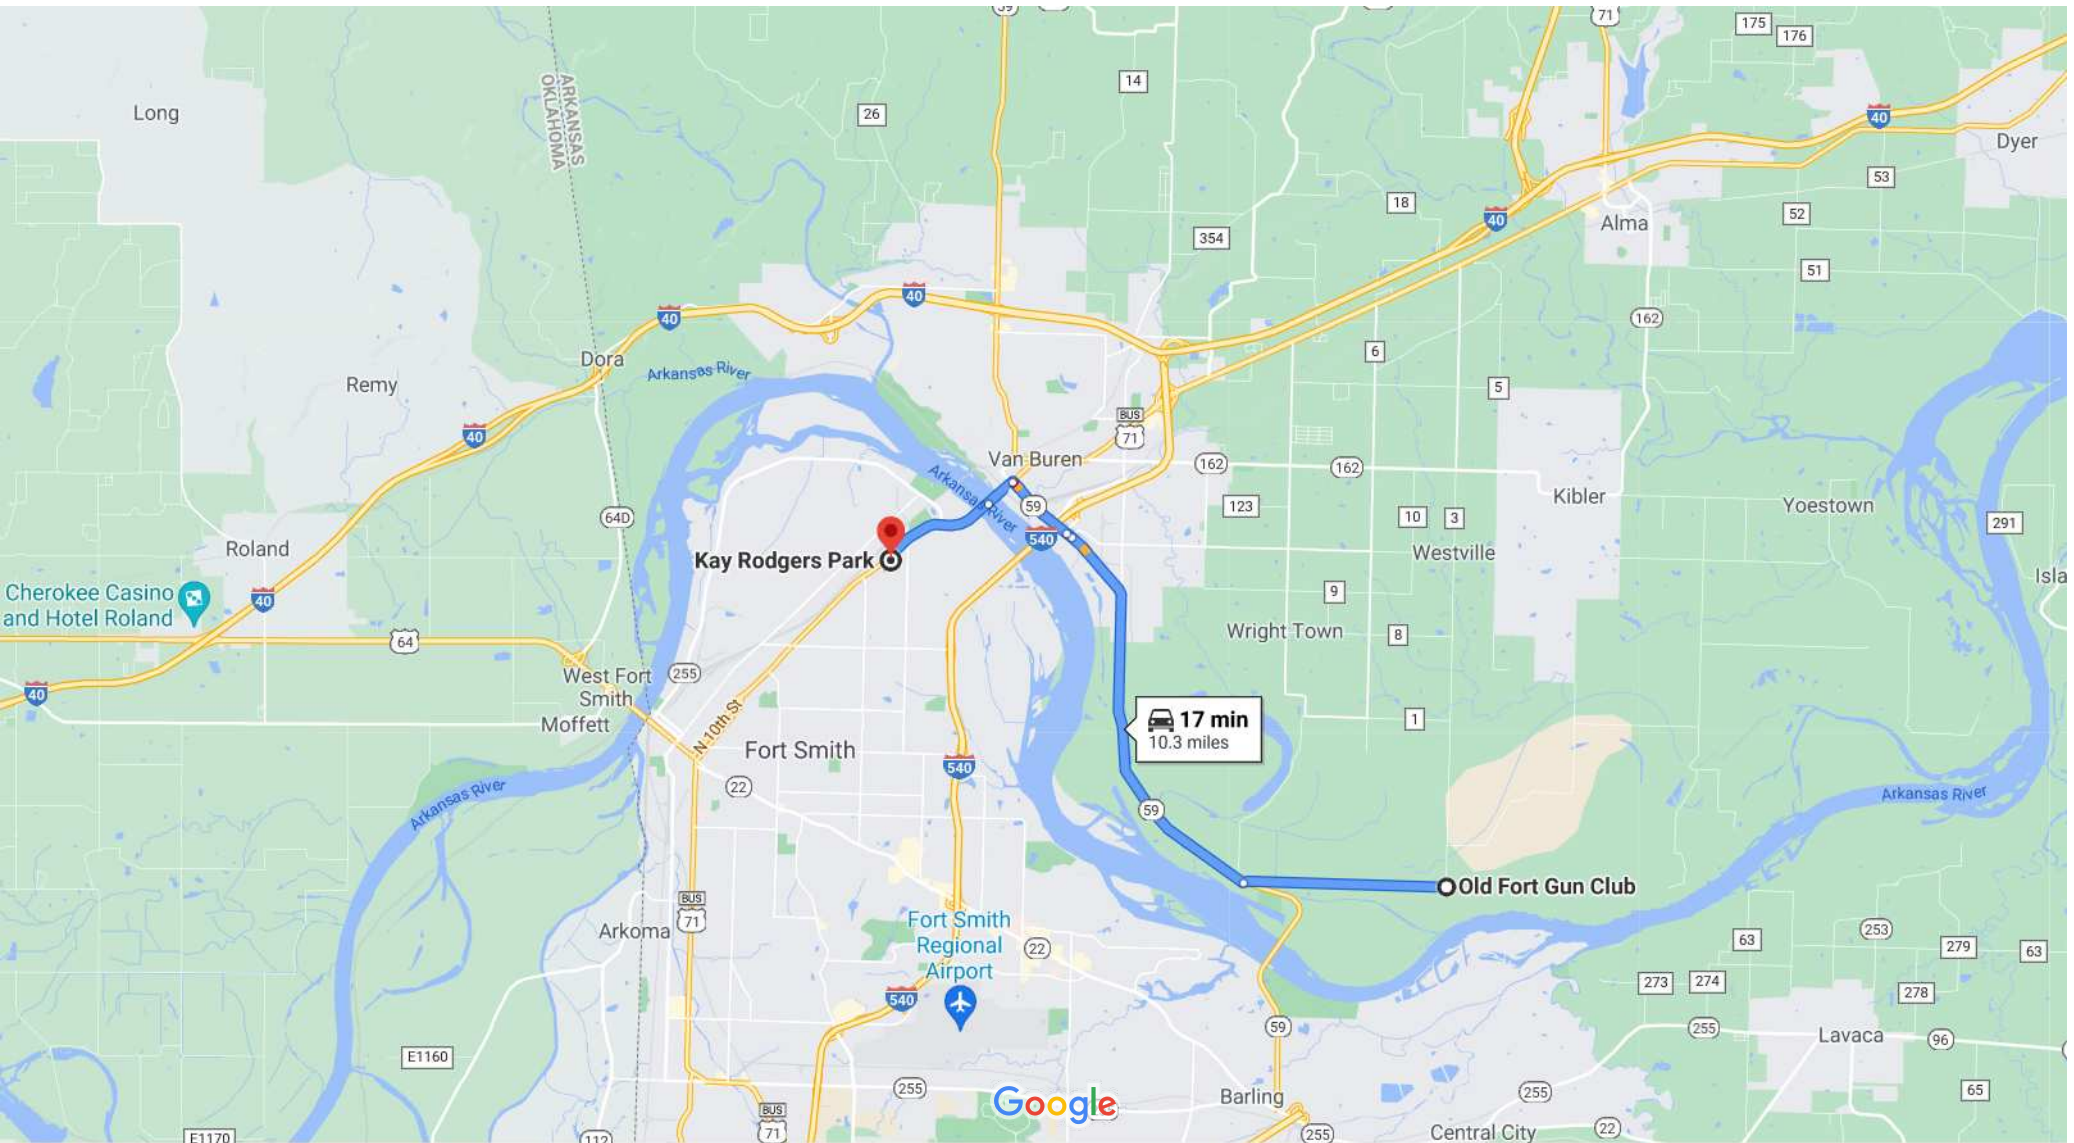 59
71
175
176
Long
ARKANSAS
OKLAHOMA
26
14
40
Dyer
53
18
52
40
Alma
354
51
40
40
162
Dora
Arkansas River
6
Remy
5
BUS
71
40
Van Buren
162
162
Arkansas River
59
123
10
3
Kibler
Yoestown
291
64D
540
Westville
Roland
Kay Rodgers Park
Isla
Cherokee Casino
and Hotel Roland
40
9
Wright Town
8
64
West Fort
Smith
255
40
Moffett
N 10th St
17 min
10.3 miles
1
Fort Smith
540
22
Arkansas River
Arkansas River
59
Old Fort Gun Club
BUS
71
Arkoma
Fort Smith
Regional
Airport
22
63
253
279
63
273
274
278
540
59
255
Lavaca
96
E1160
255
Google
Barling
255
65
BUS
71
E1170
112
255
Central City
22